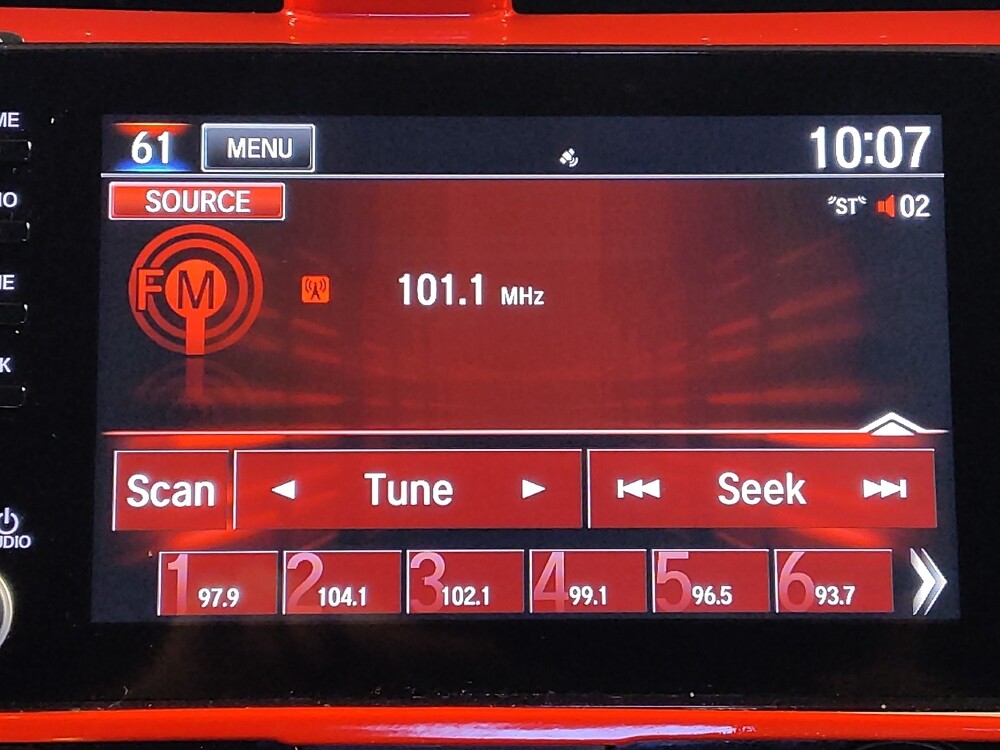 61 MENU 10:07
SOURCE "ST" 02
FM 101.1 MHz
Scan Tune Seek
1 97.9 2 104.1 3 102.1 4 99.1 5 96.5 6 93.7